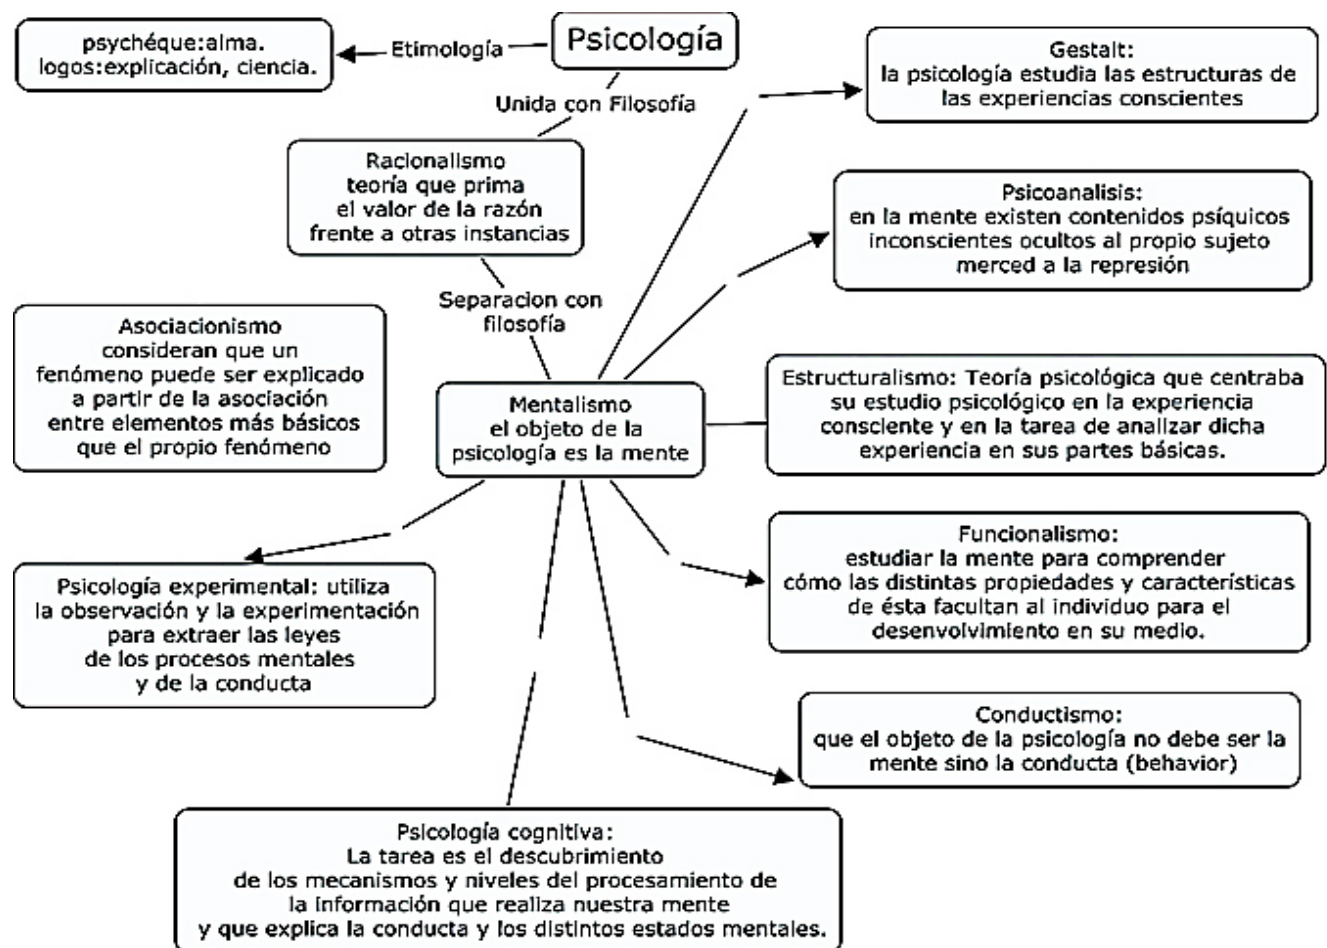 Psicología
Etimología
psychéque:alma.
logos:explicación, ciencia.
Unida con Filosofía
Racionalismo
teoría que prima
el valor de la razón
frente a otras instancias
Separacion con
filosofía
Mentalismo
el objeto de la
psicología es la mente
Asociacionismo
consideran que un
fenómeno puede ser explicado
a partir de la asociación
entre elementos más básicos
que el propio fenómeno
Gestalt:
la psicología estudia las estructuras de
las experiencias conscientes
Psicoanalisis:
en la mente existen contenidos psíquicos
inconscientes ocultos al propio sujeto
merced a la represión
Estructuralismo: Teoría psicológica que centraba
su estudio psicológico en la experiencia
consciente y en la tarea de analizar dicha
experiencia en sus partes básicas.
Funcionalismo:
estudiar la mente para comprender
cómo las distintas propiedades y características
de ésta facultan al individuo para el
desenvolvimiento en su medio.
Conductismo:
que el objeto de la psicología no debe ser la
mente sino la conducta (behavior)
Psicología experimental: utiliza
la observación y la experimentación
para extraer las leyes
de los procesos mentales
y de la conducta
Psicología cognitiva:
La tarea es el descubrimiento
de los mecanismos y niveles del procesamiento de
la información que realiza nuestra mente
y que explica la conducta y los distintos estados mentales.